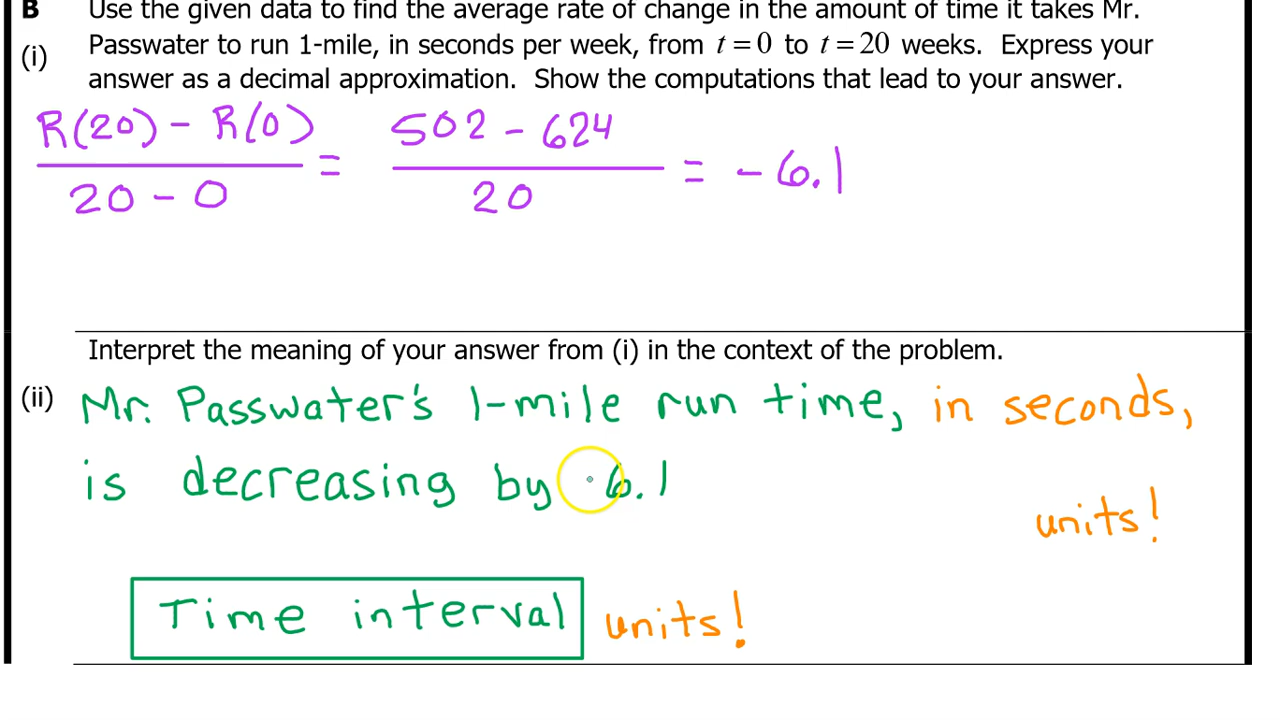 B Use the given data to find the average rate of change in the amount of time it takes Mr.
(i) Passwater to run 1-mile, in seconds per week, from t = 0 to t = 20 weeks. Express your
answer as a decimal approximation. Show the computations that lead to your answer.
R(20) - R(0) / 20 - 0 = 502 - 624 / 20 = -6.1
Interpret the meaning of your answer from (i) in the context of the problem.
(ii) Mr. Passwater's 1-mile run time, in seconds,
is decreasing by 6.1
units!
Time interval units!